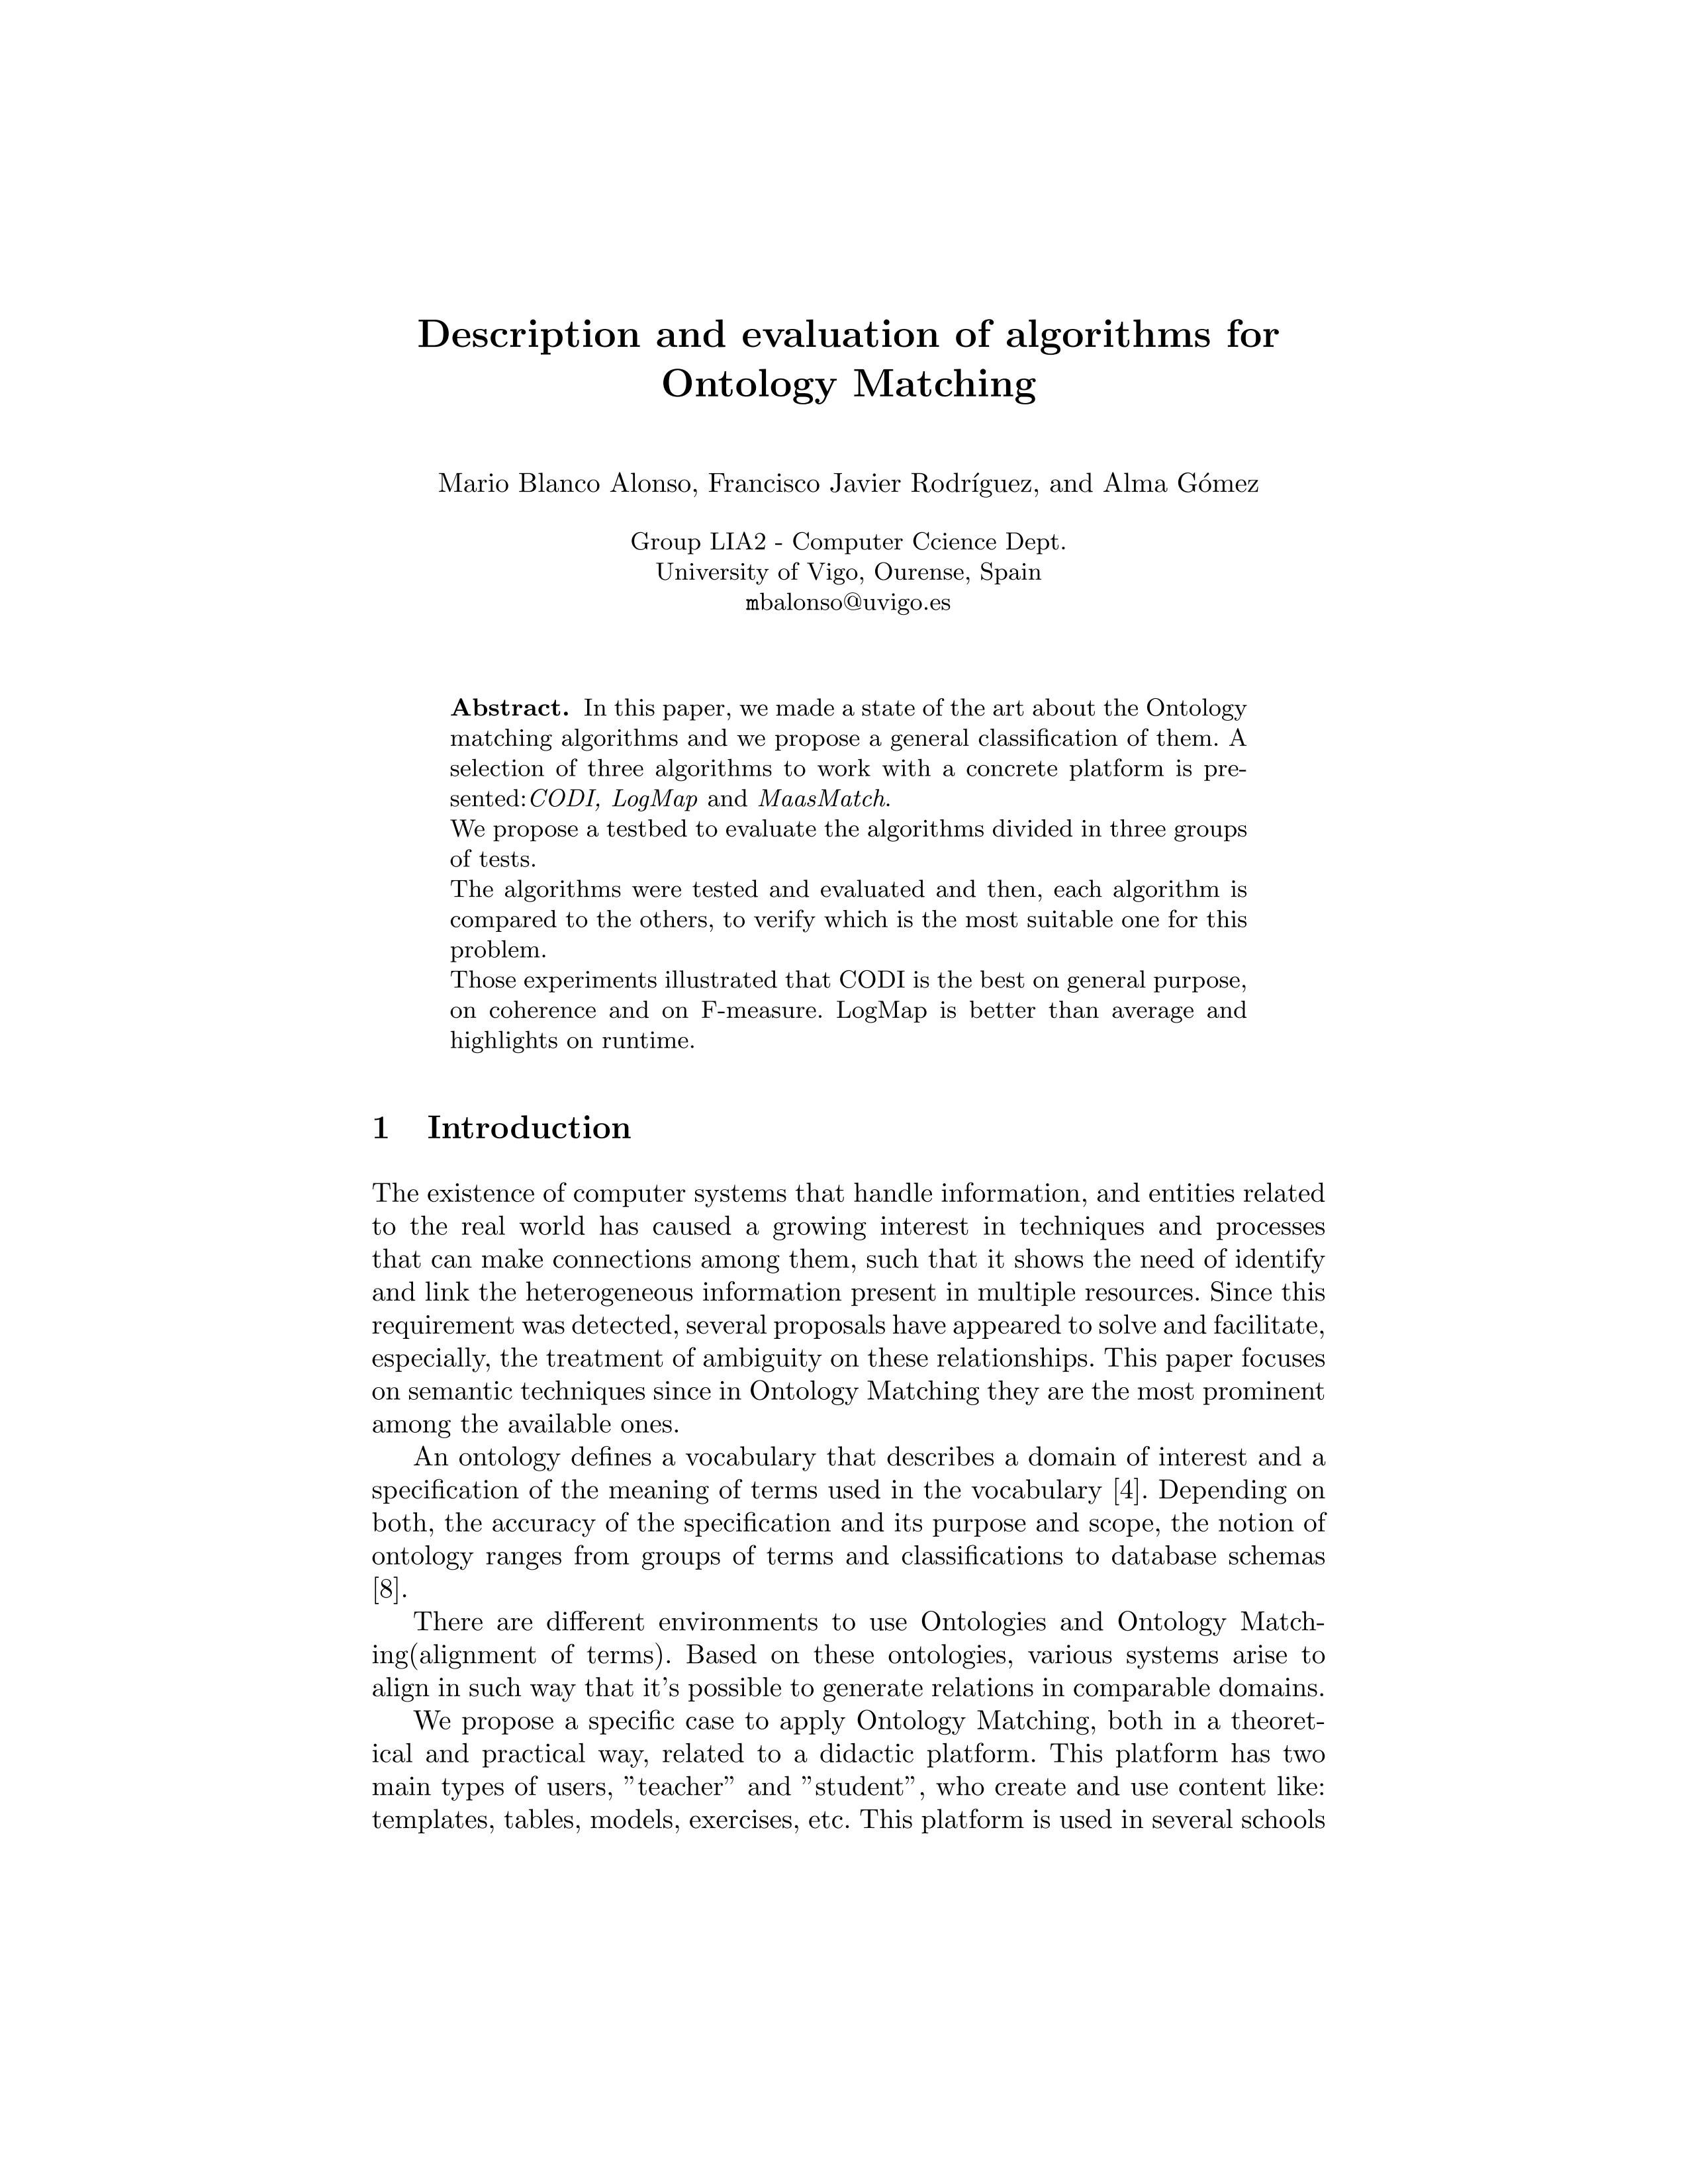 Description and evaluation of algorithms for
Ontology Matching
Mario Blanco Alonso, Francisco Javier Rodríguez, and Alma Gómez
Group LIA2 - Computer Ccience Dept.
University of Vigo, Ourense, Spain
mbalonso@uvigo.es
Abstract. In this paper, we made a state of the art about the Ontology
matching algorithms and we propose a general classification of them. A
selection of three algorithms to work with a concrete platform is pre-
sented:CODI, LogMap and MaasMatch.
We propose a testbed to evaluate the algorithms divided in three groups
of tests.
The algorithms were tested and evaluated and then, each algorithm is
compared to the others, to verify which is the most suitable one for this
problem.
Those experiments illustrated that CODI is the best on general purpose,
on coherence and on F-measure. LogMap is better than average and
highlights on runtime.
1 Introduction
The existence of computer systems that handle information, and entities related
to the real world has caused a growing interest in techniques and processes
that can make connections among them, such that it shows the need of identify
and link the heterogeneous information present in multiple resources. Since this
requirement was detected, several proposals have appeared to solve and facilitate,
especially, the treatment of ambiguity on these relationships. This paper focuses
on semantic techniques since in Ontology Matching they are the most prominent
among the available ones.
An ontology defines a vocabulary that describes a domain of interest and a
specification of the meaning of terms used in the vocabulary [4]. Depending on
both, the accuracy of the specification and its purpose and scope, the notion of
ontology ranges from groups of terms and classifications to database schemas
[8].
There are different environments to use Ontologies and Ontology Match-
ing(alignment of terms). Based on these ontologies, various systems arise to
align in such way that it's possible to generate relations in comparable domains.
We propose a specific case to apply Ontology Matching, both in a theoret-
ical and practical way, related to a didactic platform. This platform has two
main types of users, ”teacher” and ”student”, who create and use content like:
templates, tables, models, exercises, etc. This platform is used in several schools